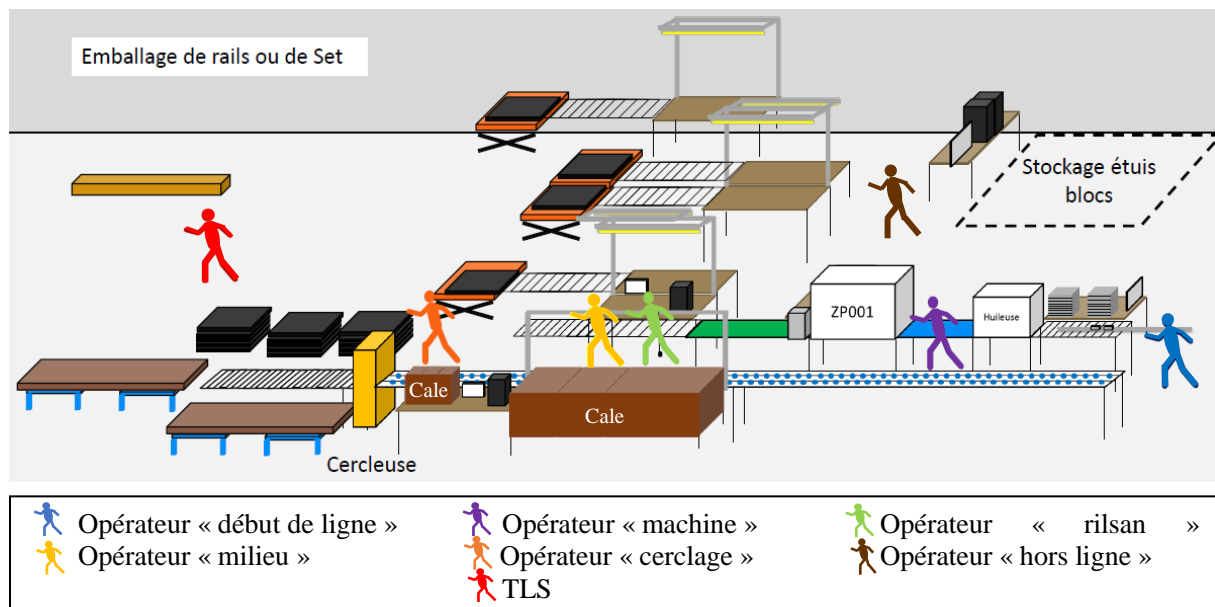 Emballage de rails ou de Set
Stockage étuis
blocs
ZP001
Huileuse
Cale
Cale
Cercleuse
Opérateur « début de ligne »
Opérateur « machine »
Opérateur « rilsan »
Opérateur « milieu »
Opérateur « cerclage »
Opérateur « hors ligne »
TLS